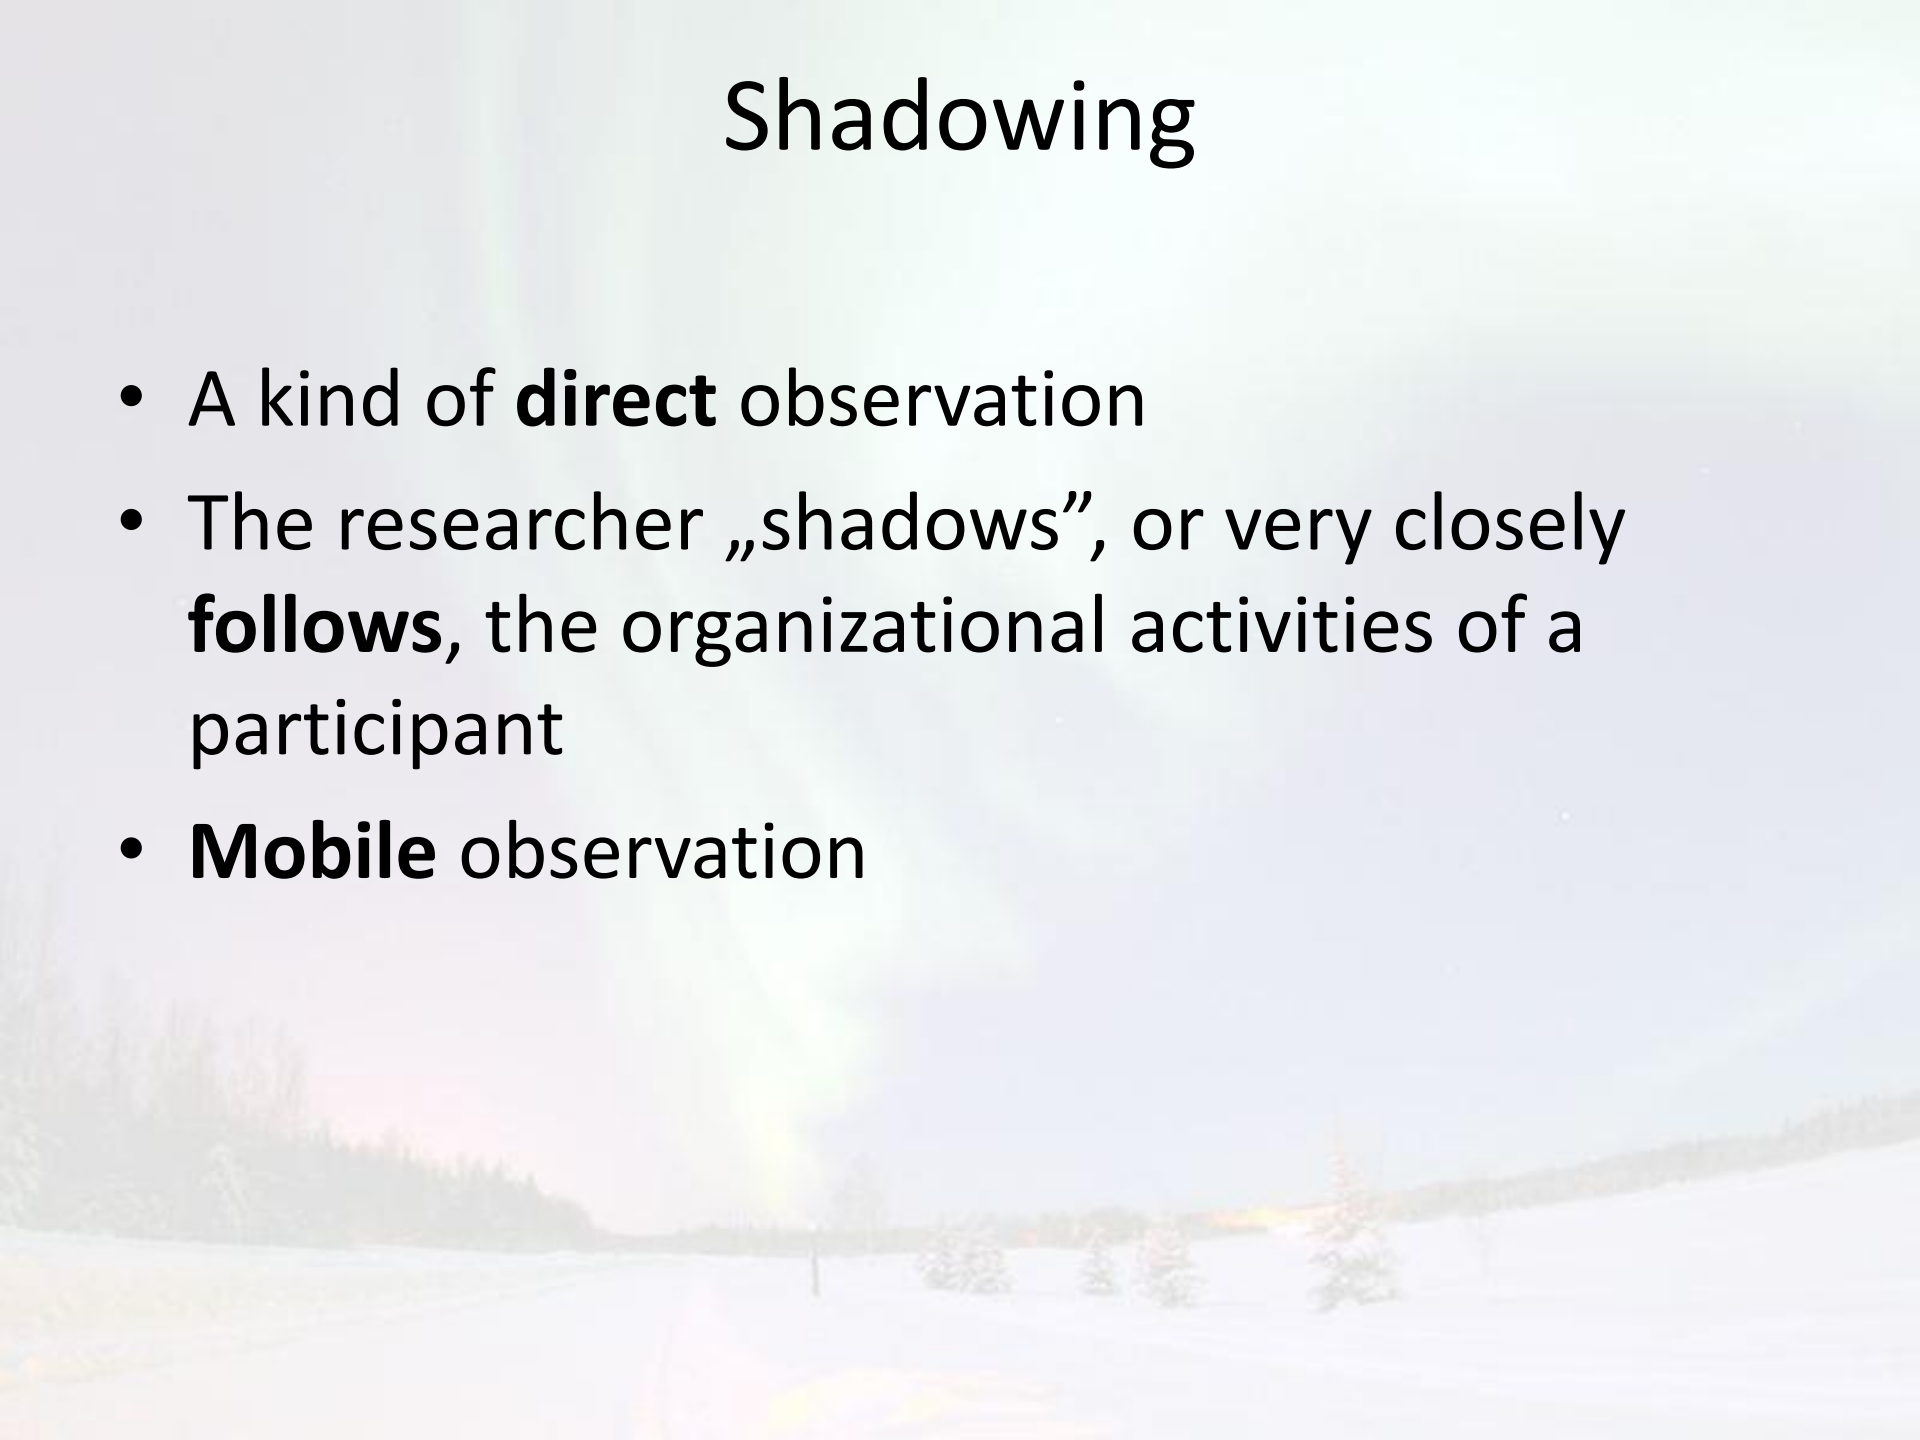 Shadowing
• A kind of direct observation
• The researcher „shadows”, or very closely
follows, the organizational activities of a
participant
• Mobile observation